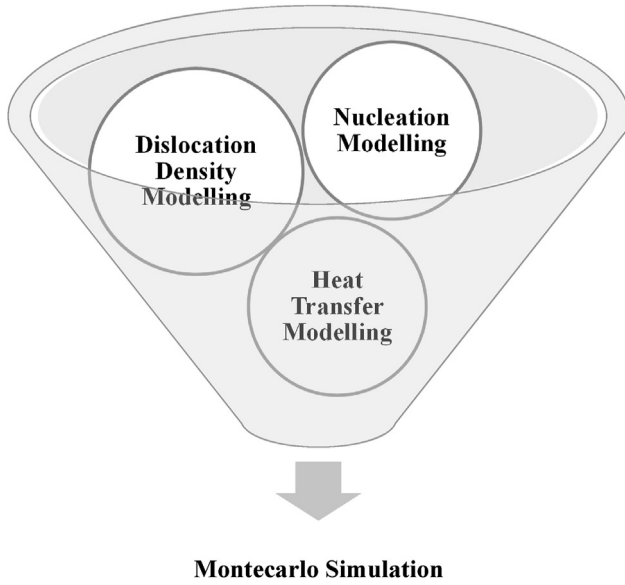 Dislocation
Density
Modelling
Nucleation
Modelling
Heat
Transfer
Modelling
Montecarlo Simulation